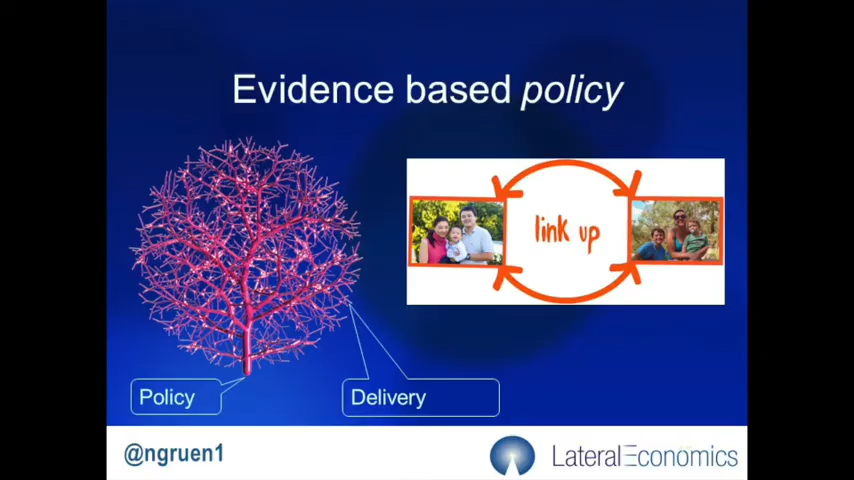 Evidence based policy
link up
Policy
Delivery
@ngruen1
LateralEconomics